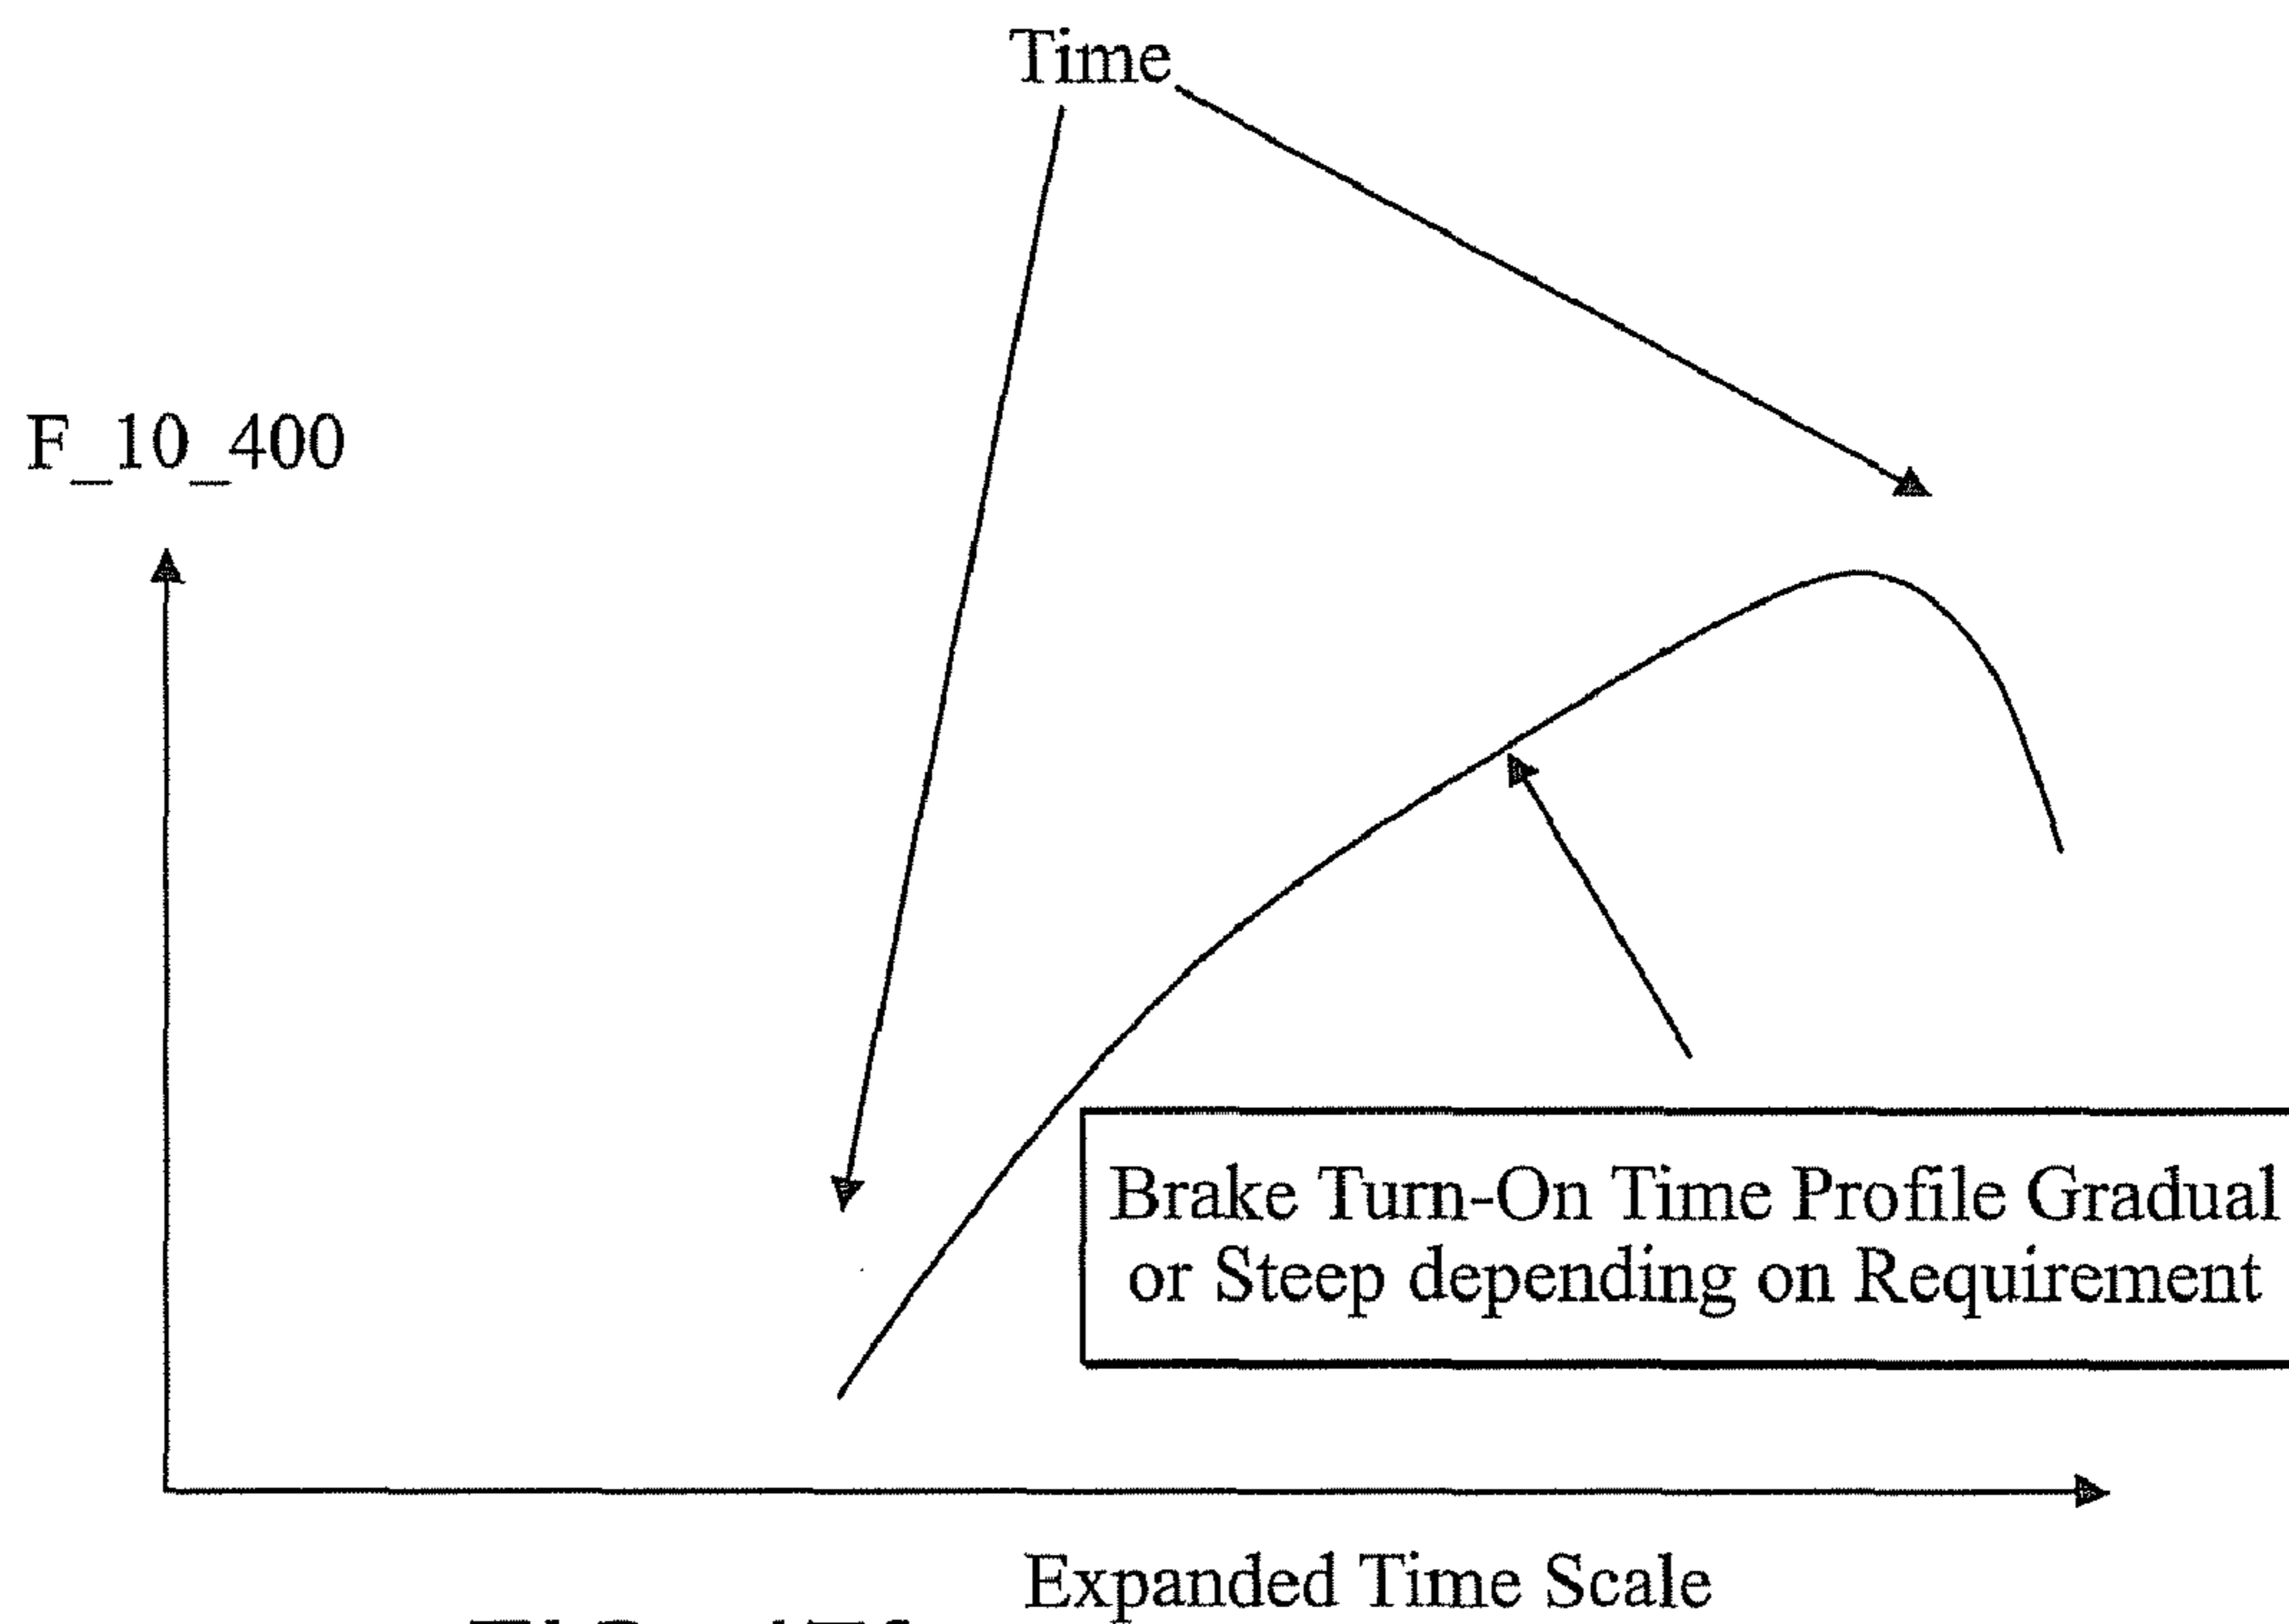 Time
F_10_400
Brake Turn-On Time Profile Gradual
or Steep depending on Requirement
Expanded Time Scale